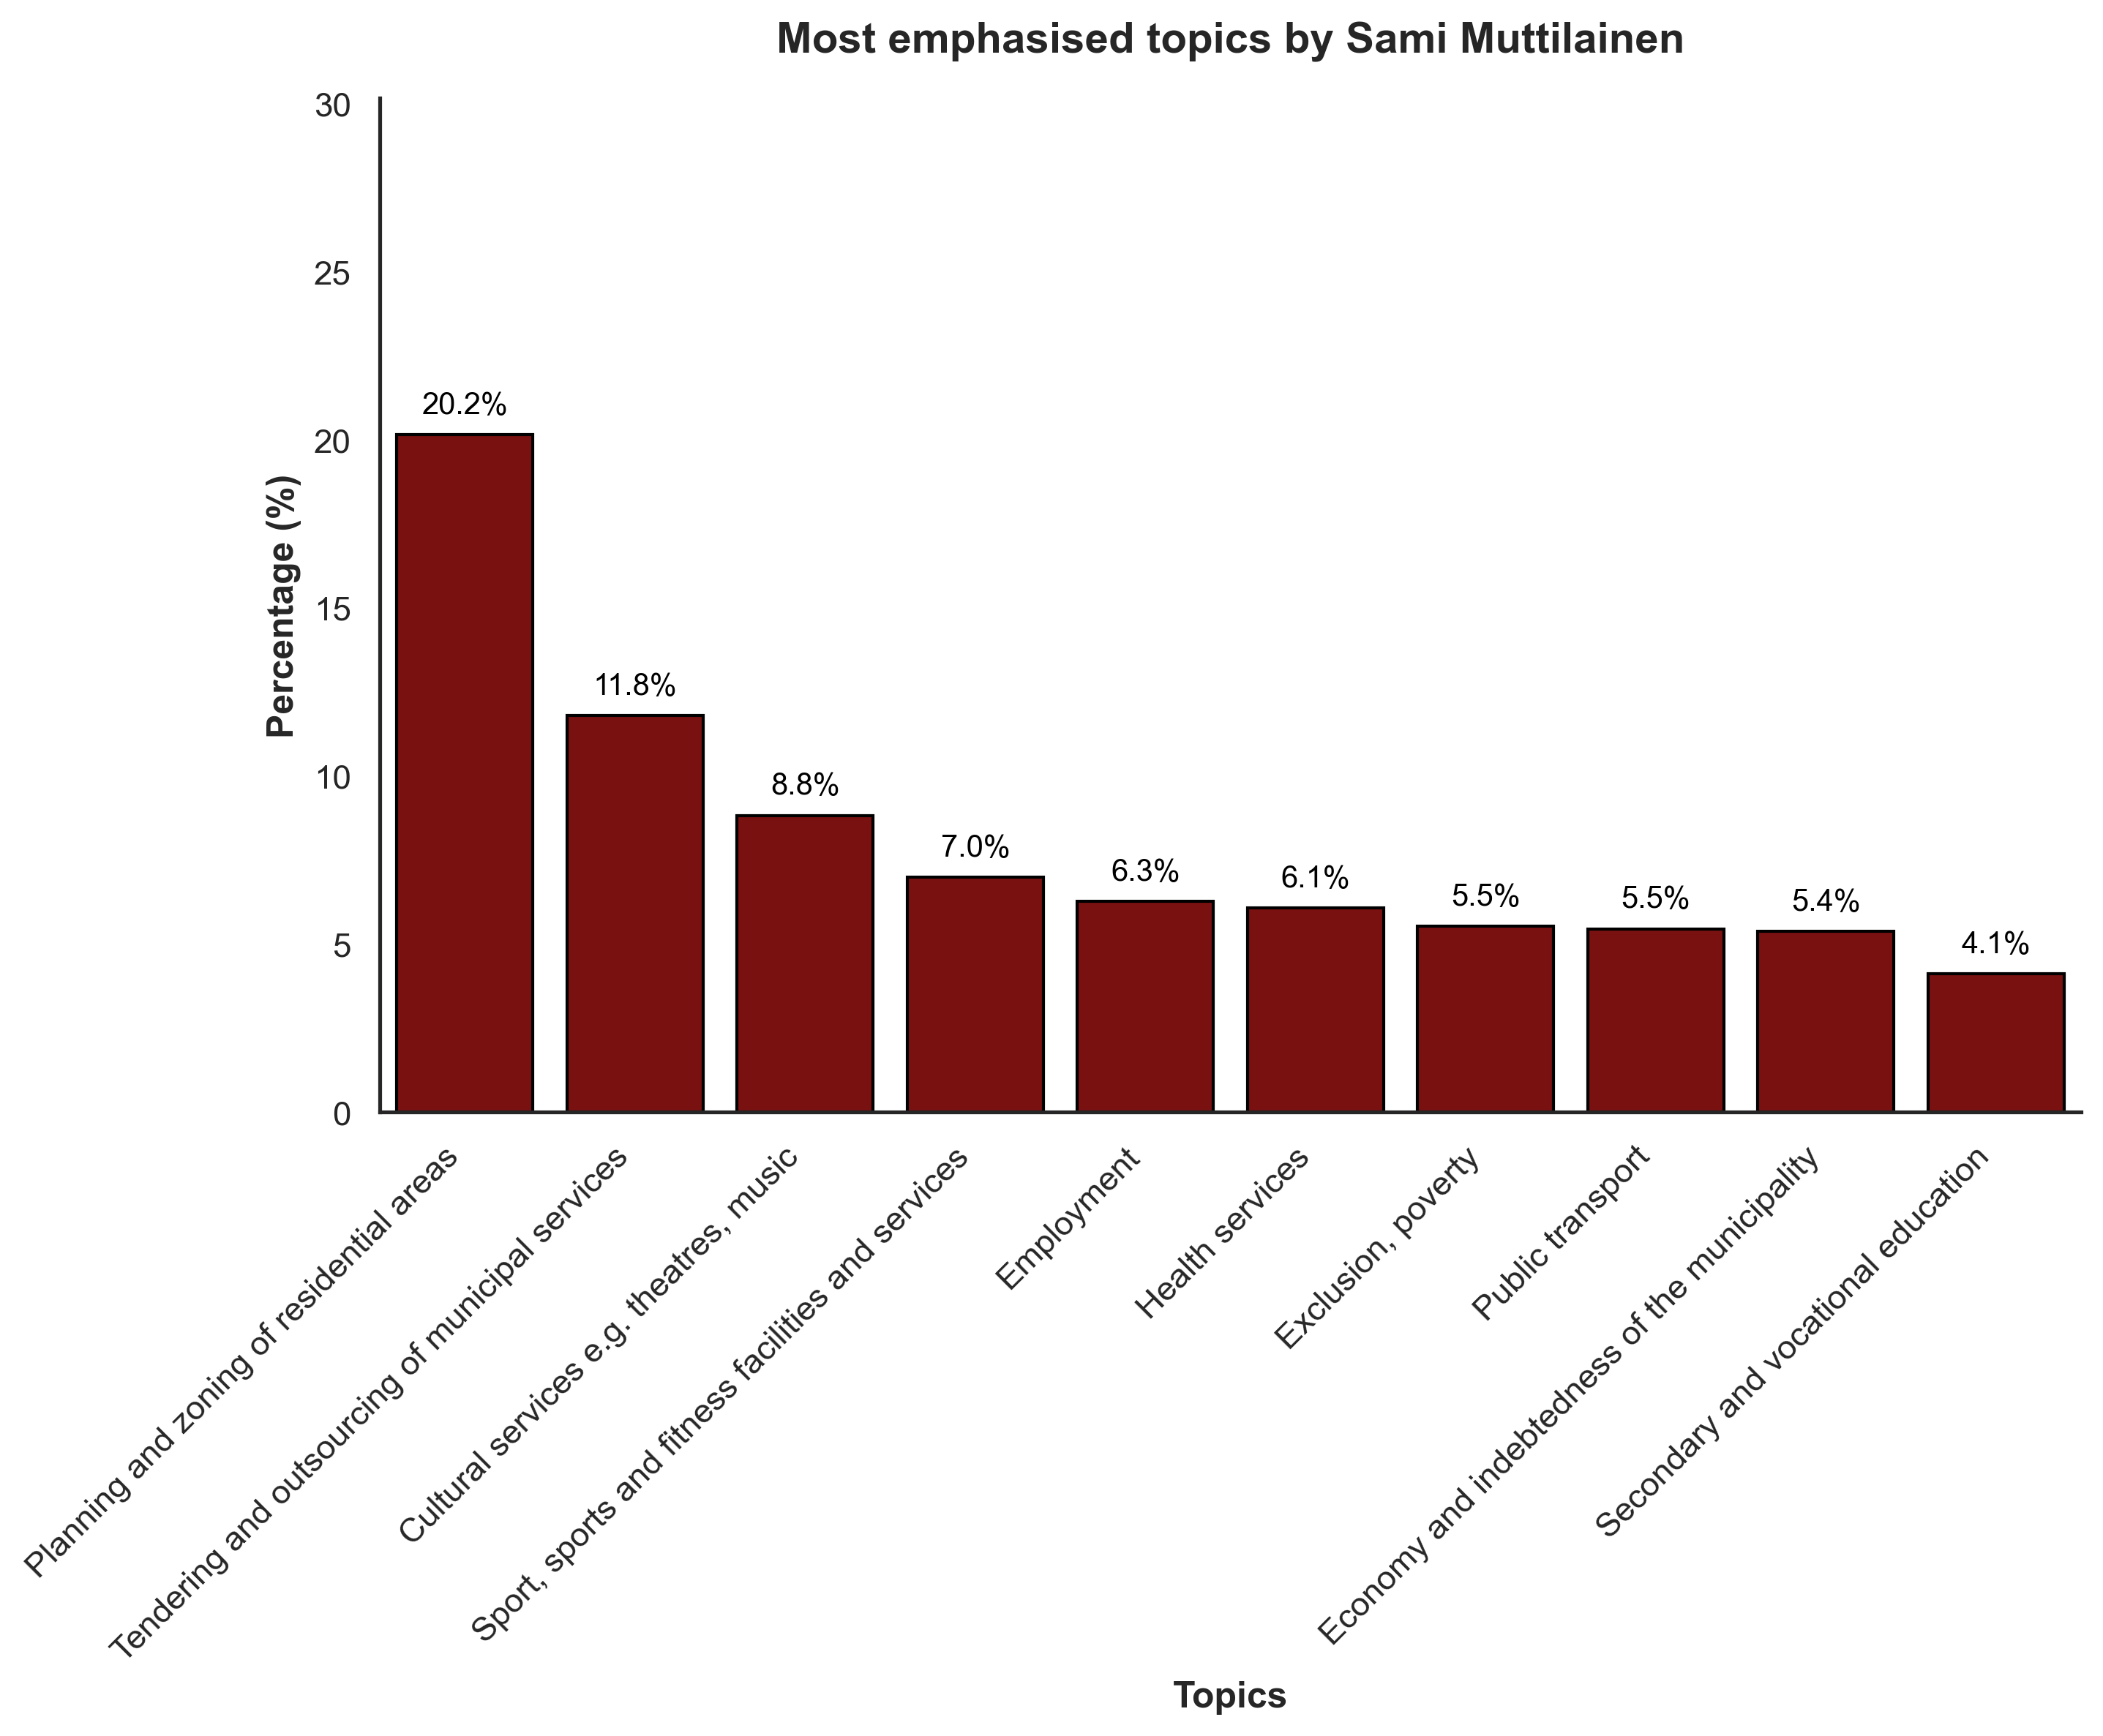 Most emphasised topics by Sami Muttilainen
Percentage (%)
30
25
20
15
10
5
0
20.2%
11.8%
8.8%
7.0%
6.3%
6.1%
5.5%
5.5%
5.4%
4.1%
Planning and zoning of residential areas
Tendering and outsourcing of municipal services
Cultural services e.g. theatres, music
Sport, sports and fitness facilities and services
Employment
Health services
Exclusion, poverty
Public transport
Economy and indebtedness of the municipality
Secondary and vocational education
Topics